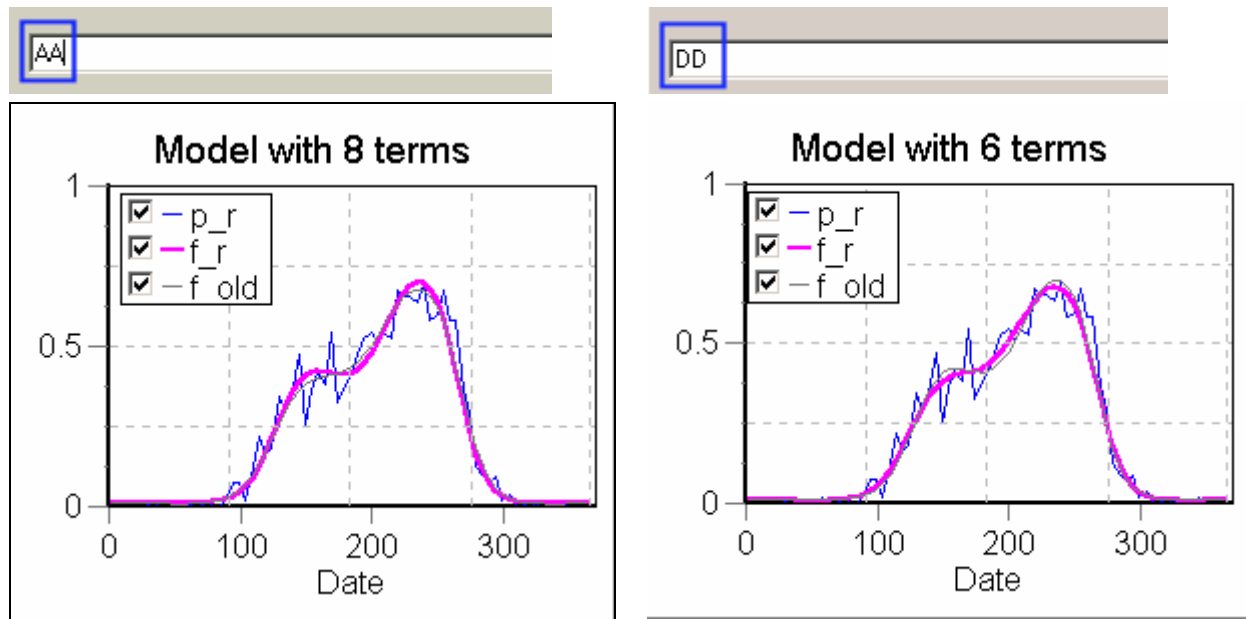 AA
DD
Model with 8 terms
1
p_r
f_r
f_old
0.5
0
0 100 200 300
Date
Model with 6 terms
1
p_r
f_r
f_old
0.5
0
0 100 200 300
Date